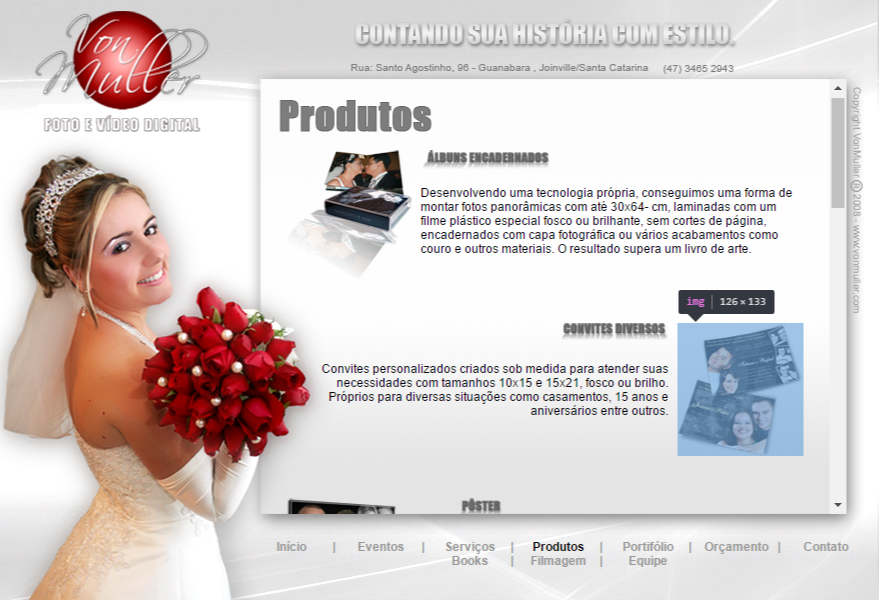 Von
Muller
FOTO E VÍDEO DIGITAL
CONTANDO SUA HISTÓRIA COM ESTILO.
Rua: Santo Agostinho, 96 - Guanabara , Joinville/Santa Catarina (47) 3465 2943
Produtos
ÁLBUNS ENCADERNADOS
Desenvolvendo uma tecnologia própria, conseguimos uma forma de
montar fotos panorâmicas com até 30x64- cm, laminadas com um
filme plástico especial fosco ou brilhante, sem cortes de página,
encadernados com capa fotográfica ou vários acabamentos como
couro e outros materiais. O resultado supera um livro de arte.
img | 126 × 133
CONVITES DIVERSOS
Convites personalizados criados sob medida para atender suas
necessidades com tamanhos 10x15 e 15x21, fosco ou brilho.
Próprios para diversas situações como casamentos, 15 anos e
aniversários entre outros.
PÔSTER
Copyright VonMuller ® 2008 - www.vonmuller.com
Início | Eventos | Serviços | Produtos | Portifólio | Orçamento | Contato
Books | Filmagem | Equipe